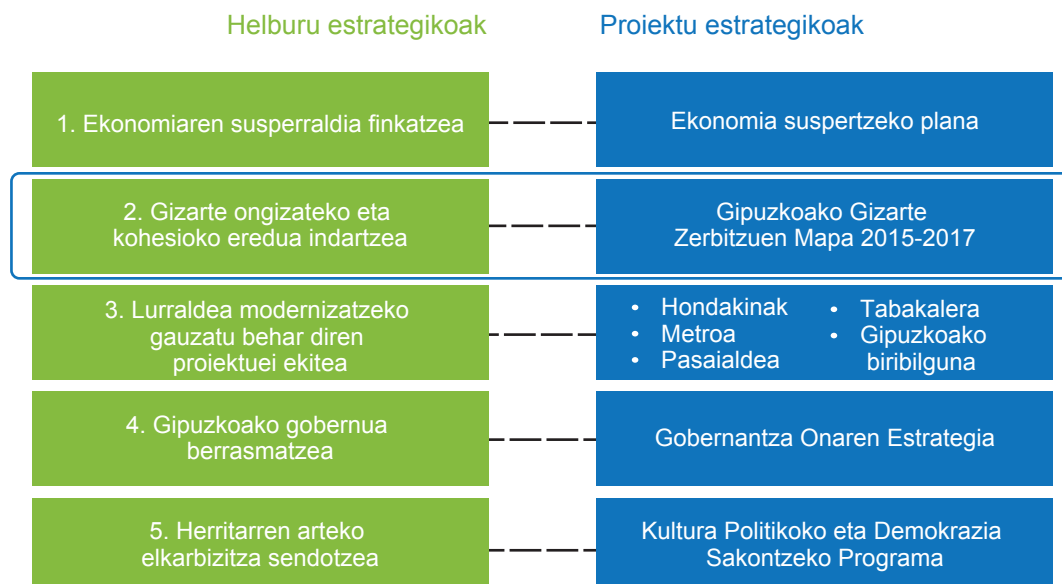 Helburu estrategikoak
Proiektu estrategikoak
1. Ekonomiaren susperraldia finkatzea
Ekonomia suspertzeko plana
2. Gizarte ongizateko eta
kohesioko eredua indartzea
Gipuzkoako Gizarte
Zerbitzuen Mapa 2015-2017
3. Lurraldea modernizatzeko
gauzatu behar diren
proiektuei ekitea
• Hondakinak
• Metroa
• Pasaialdea
• Tabakalera
• Gipuzkoako
biribilguna
4. Gipuzkoako gobernua
berrasmatzea
Gobernantza Onaren Estrategia
5. Herritarren arteko
elkarbizitza sendotzea
Kultura Politikoko eta Demokrazia
Sakontzeko Programa